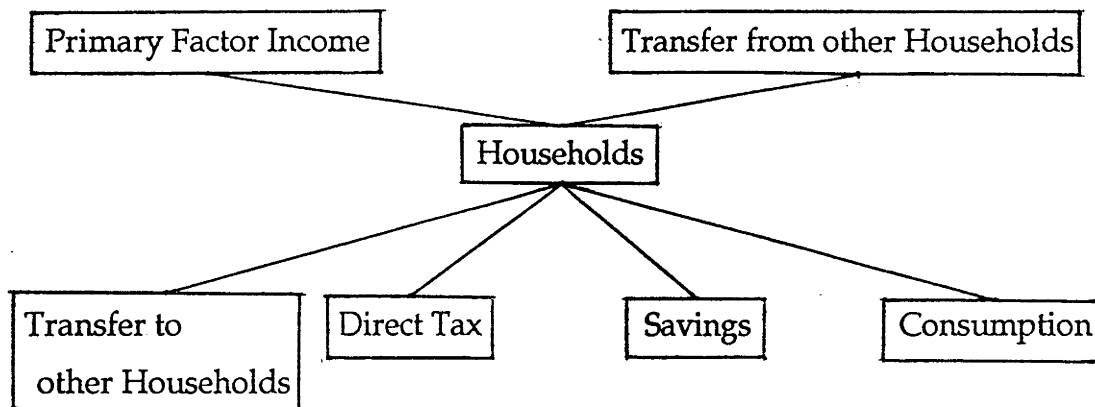 Primary Factor Income
Transfer from other Households
Households
Transfer to
other Households
Direct Tax
Savings
Consumption